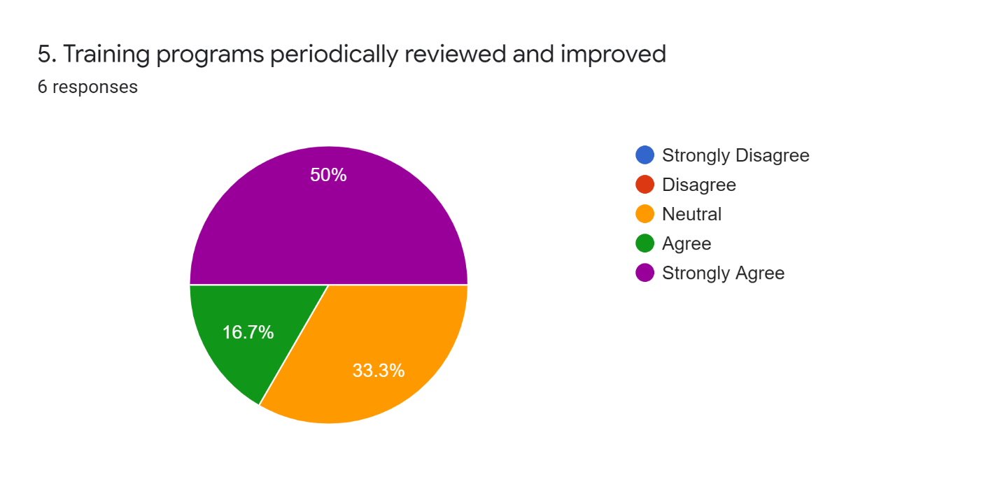 5. Training programs periodically reviewed and improved
6 responses
50%
16.7%
33.3%
Strongly Disagree
Disagree
Neutral
Agree
Strongly Agree